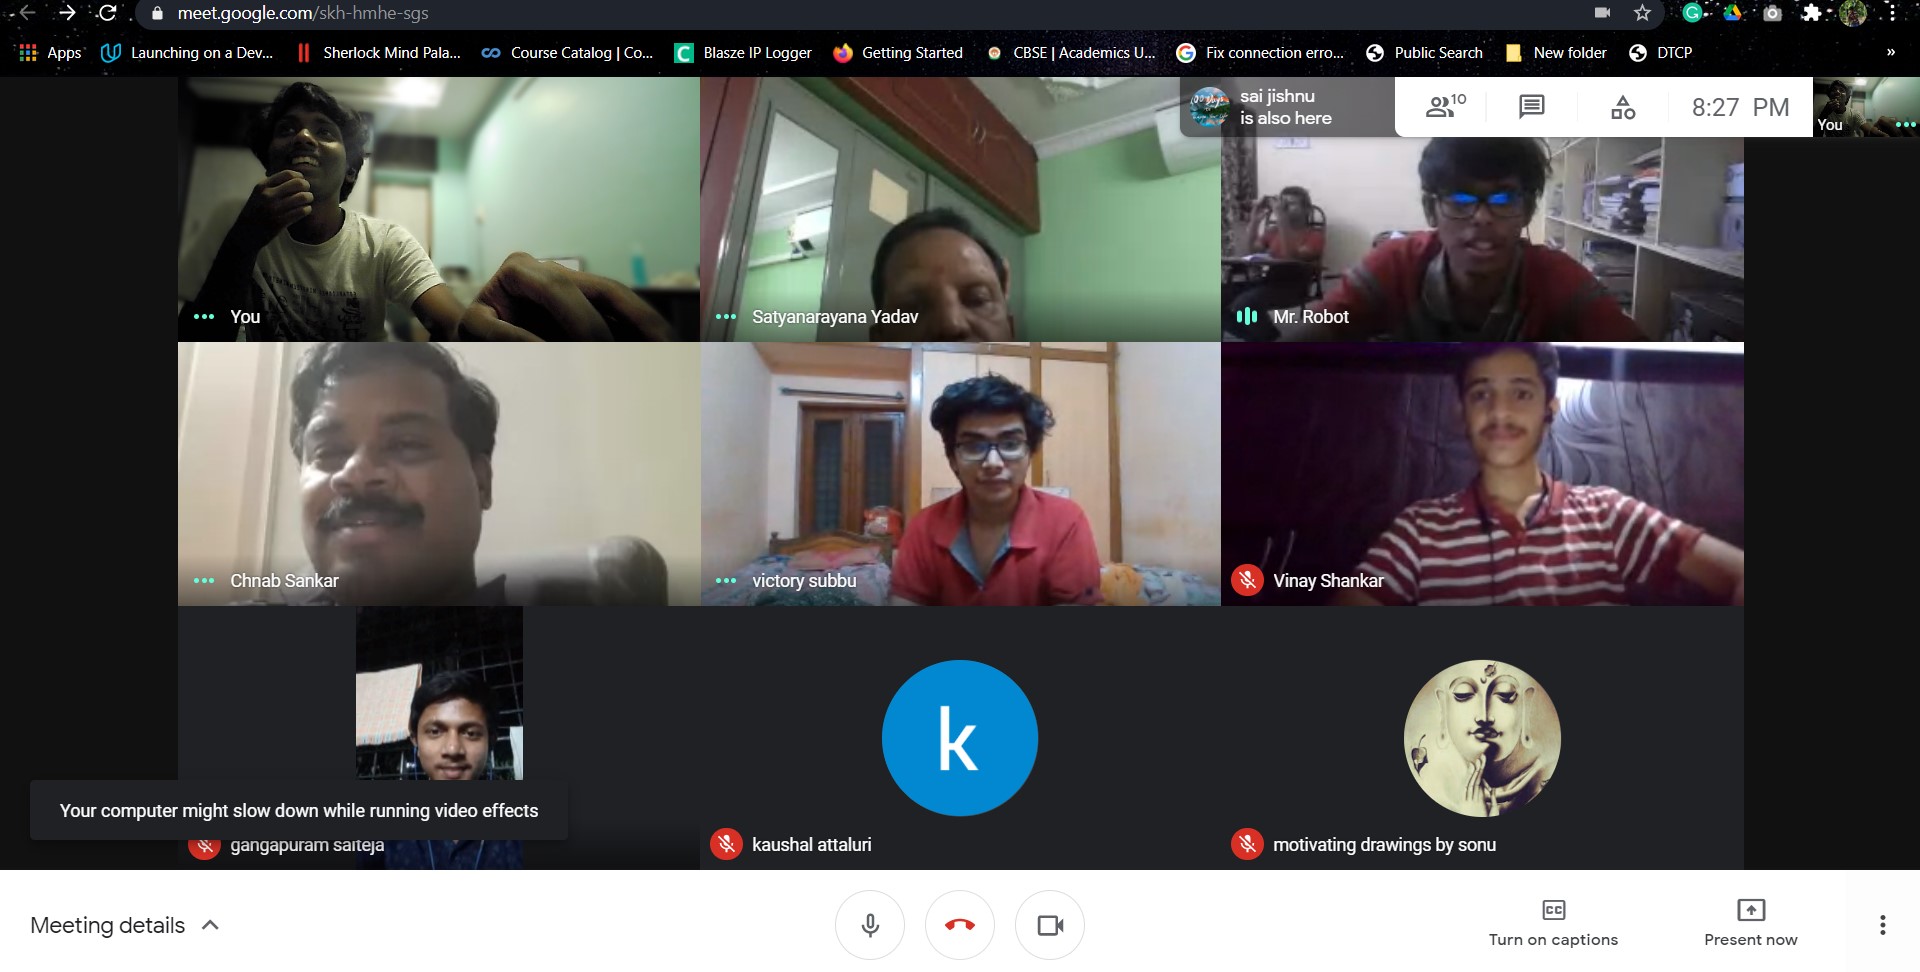 meet.google.com/skh-hmhe-sgs
Apps
Launching on a Dev...
Sherlock Mind Pala...
Course Catalog | Co...
C
Blasze IP Logger
Getting Started
CBSE | Academics U...
G
Fix connection erro...
Public Search
New folder
DTCP
»
sai jishnu
is also here
10
8:27 PM
You
You
Satyanarayana Yadav
Mr. Robot
Chnab Sankar
victory subbu
Vinay Shankar
k
Your computer might slow down while running video effects
gangapuram saiteja
kaushal attaluri
motivating drawings by sonu
Meeting details
CC
Turn on captions
Present now